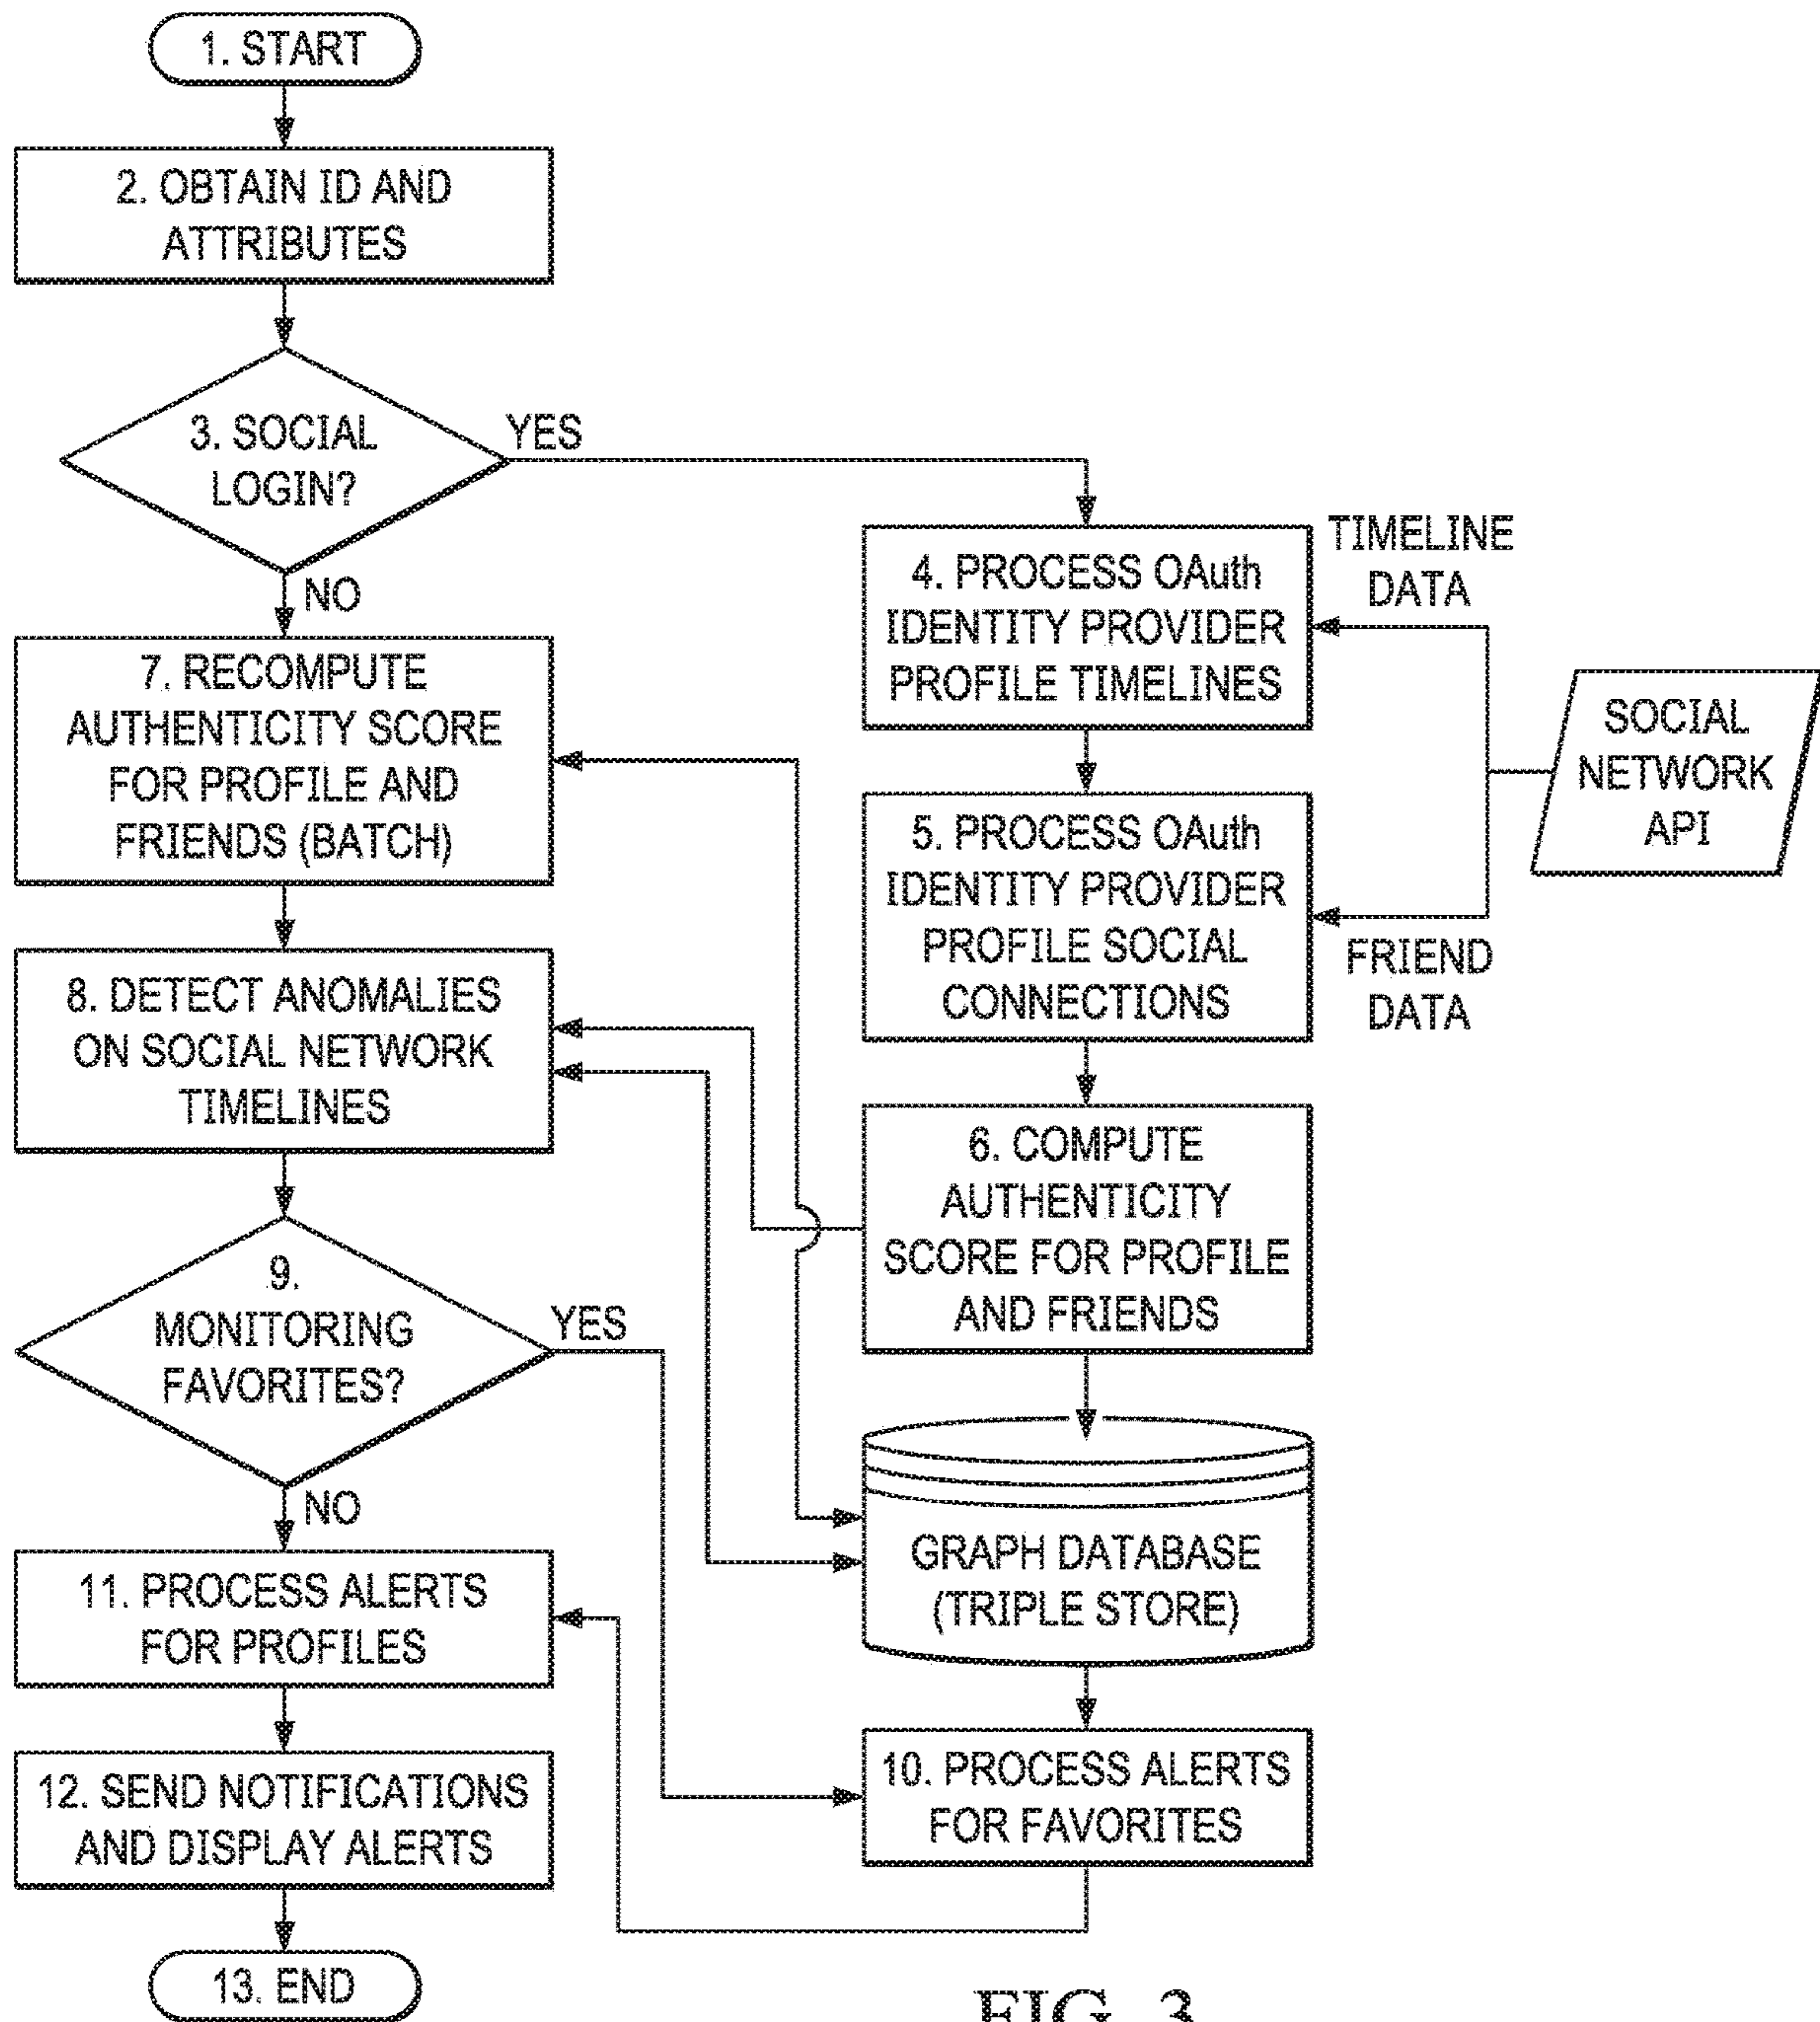 1. START
2. OBTAIN ID AND
ATTRIBUTES
3. SOCIAL
LOGIN?
YES
NO
4. PROCESS OAuth
IDENTITY PROVIDER
PROFILE TIMELINES
TIMELINE
DATA
SOCIAL
NETWORK
API
5. PROCESS OAuth
IDENTITY PROVIDER
PROFILE SOCIAL
CONNECTIONS
FRIEND
DATA
6. COMPUTE
AUTHENTICITY
SCORE FOR PROFILE
AND FRIENDS
7. RECOMPUTE
AUTHENTICITY SCORE
FOR PROFILE AND
FRIENDS (BATCH)
8. DETECT ANOMALIES
ON SOCIAL NETWORK
TIMELINES
9.
MONITORING
FAVORITES?
YES
NO
GRAPH DATABASE
(TRIPLE STORE)
10. PROCESS ALERTS
FOR FAVORITES
11. PROCESS ALERTS
FOR PROFILES
12. SEND NOTIFICATIONS
AND DISPLAY ALERTS
13. END
FIG. 3